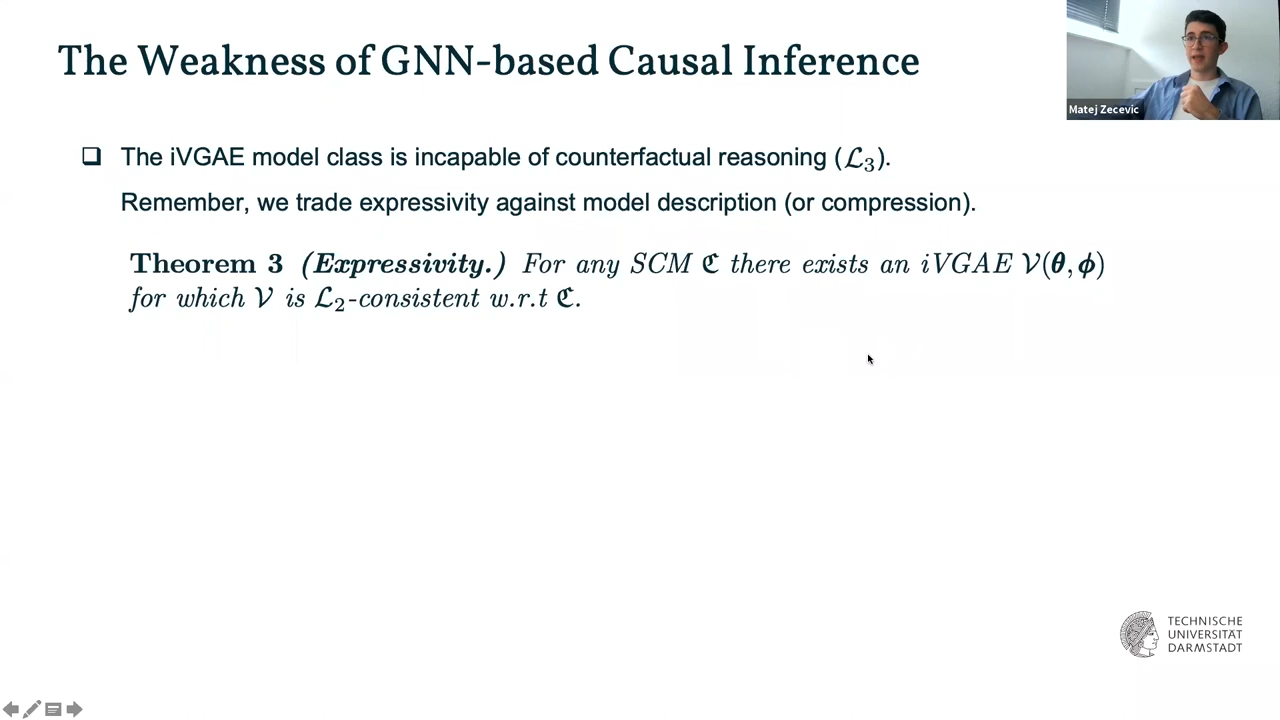 The Weakness of GNN-based Causal Inference
Matej Zecevic
❑ The iVGAE model class is incapable of counterfactual reasoning (ℒ₃).
Remember, we trade expressivity against model description (or compression).
Theorem 3 (Expressivity.) For any SCM ℭ there exists an iVGAE 𝒱(θ, ϕ)
for which 𝒱 is ℒ₂-consistent w.r.t ℭ.
TECHNISCHE
UNIVERSITÄT
DARMSTADT